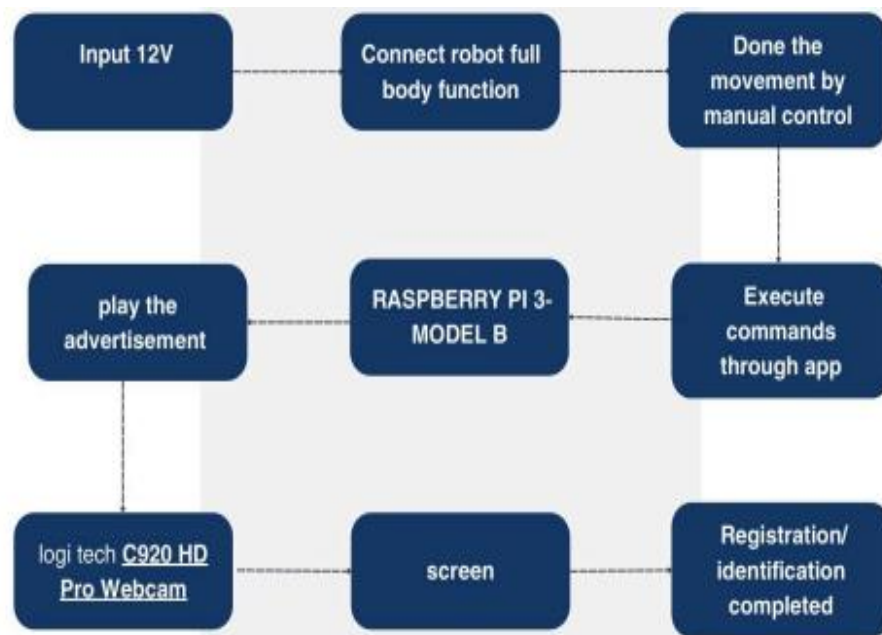 Input 12V
Connect robot full
body function
Done the
movement by
manual control
Execute
commands
through app
RASPBERRY PI 3-
MODEL B
play the
advertisement
logi tech C920 HD
Pro Webcam
screen
Registration/
identification
completed